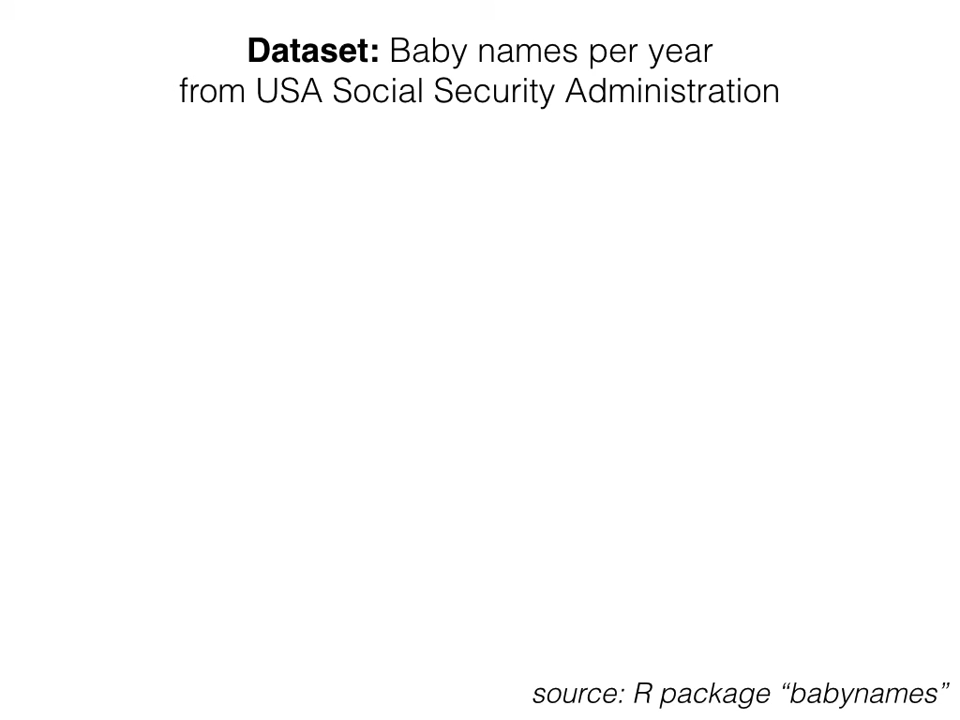 Dataset: Baby names per year
from USA Social Security Administration
source: R package “babynames”